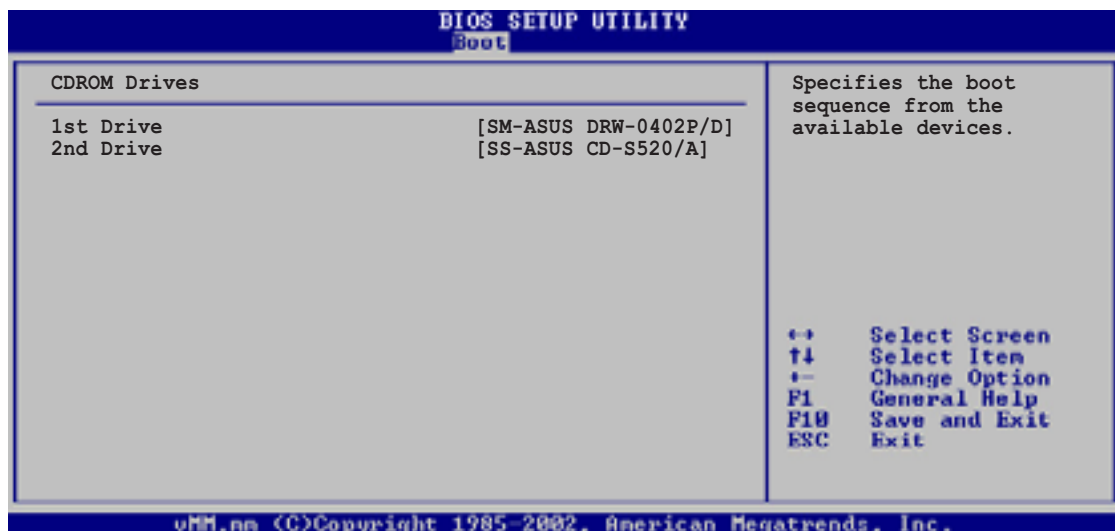 BIOS SETUP UTILITY
Boot
CDROM Drives
1st Drive [SM-ASUS DRW-0402P/D]
2nd Drive [SS-ASUS CD-S520/A]
Specifies the boot
sequence from the
available devices.
←→ Select Screen
↑↓ Select Item
+- Change Option
F1 General Help
F10 Save and Exit
ESC Exit
vMM.mm (C)Copyright 1985-2002, American Megatrends, Inc.